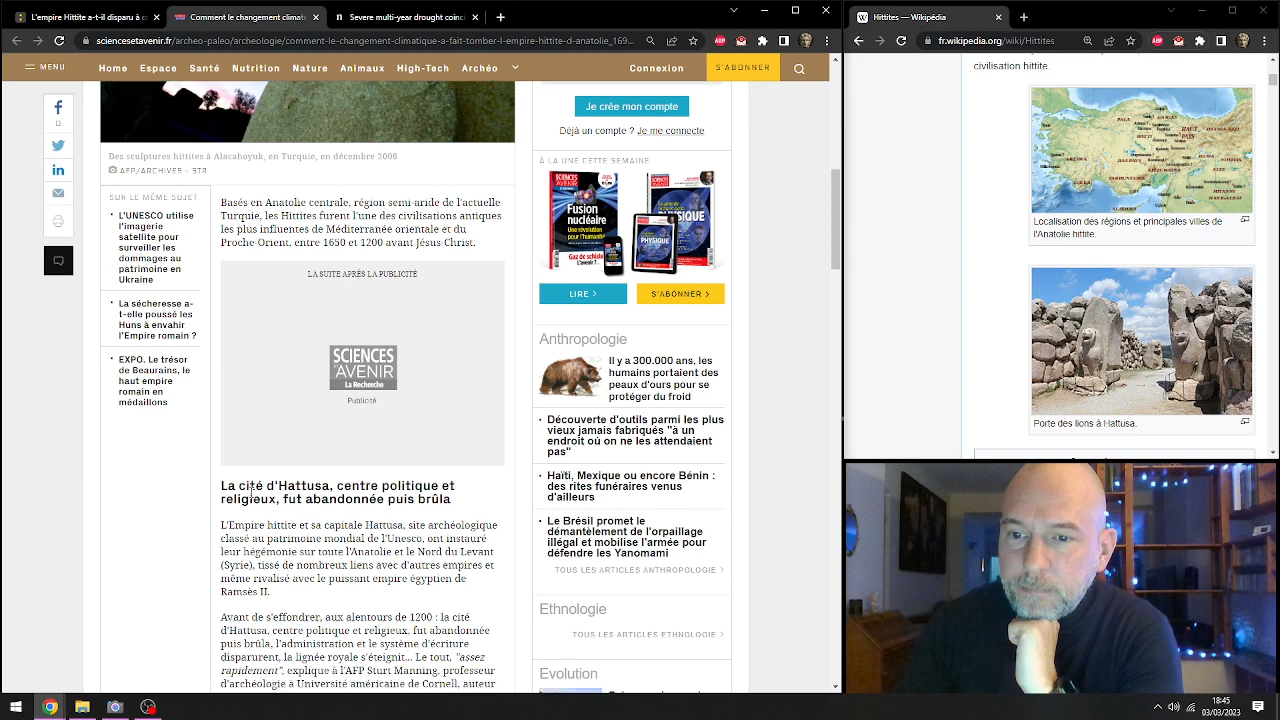 A t-il disparu à c
Severe multi-year drought coinci
Hittites — Wikipédia
sciencesetavenir.fr/archeo-paleo/archeologie/l-empire-hittite-a-t-il-disparu-a-cause-d-un-changement-climatique_169...
fr.wikipedia.org/wiki/Hittites
MENU
Home Espace Santé Nutrition Nature Animaux High-Tech Archéo
Connexion
S'ABONNER
Des sculptures hittites à Alacahoyuk, en Turquie, en décembre 2006
AFP/ARCHIVES - STR
SUR LE MÊME SUJET
L'UNESCO utilise
l'imagerie
satellite pour
surveiller les
dommages au
patrimoine en
Ukraine
La sécheresse a-
t-elle poussé les
Huns à envahir
l'Empire romain ?
EXPO. Le trésor
de Beaurains, le
haut empire
romain en
médaillons
Basés en Anatolie centrale, région semi-aride de l'actuelle
Turquie, les Hittites furent l'une des civilisations antiques
les plus influentes de Méditerranée orientale et du
Proche-Orient, entre 1650 et 1200 avant Jésus Christ.
LA SUITE APRÈS LA PUBLICITÉ
SCIENCES
AVENIR
La Recherche
Publicité
La cité d'Hattusa, centre politique et
religieux, fut abandonnée puis brûla
L'Empire hittite et sa capitale Hattusa, site archéologique
classé au patrimoine mondial de l'Unesco, ont instauré
leur hégémonie sur toute l'Anatolie et le Nord du Levant
(Syrie), tissé de nombreux liens avec d'autres empires et
même rivalisé avec le puissant empire égyptien de
Ramsès II.
Avant de s'effondrer, aux alentours de 1200 : la cité
d'Hattusa, centre politique et religieux, fut abandonnée
puis brûla, l'administration et le système d'écriture
disparurent, la lignée royale s'éteignit... Le tout, "assez
rapidement", explique à l'AFP Sturt Manning, professeur
d'archéologie à Université américaine de Cornell, auteur
Je crée mon compte
Déjà un compte ? Je me connecte
À LA UNE CETTE SEMAINE
Fusion
nucléaire
Une révolution
pour l'humanité
Gaz de schiste
PHYSIQUE
LIRE
S'ABONNER
Anthropologie
Il y a 300.000 ans, les
humains portaient des
peaux d'ours pour se
protéger du froid
Découverte d'outils parmi les plus
vieux jamais fabriqués "à un
endroit où on ne les attendaient
pas"
Haïti, Mexique ou encore Bénin :
des rites funéraires venus
d'ailleurs
Le Brésil promet le
démantèlement de l'orpaillage
illégal et mobilise l'armée pour
défendre les Yanomami
TOUS LES ARTICLES ANTHROPOLOGIE
Ethnologie
TOUS LES ARTICLES ETHNOLOGIE
Evolution
civilisation hittite.
Localisation des régions et principales villes de
l'Anatolie hittite.
Porte des lions à Hattusa.
18:45
03/03/2023